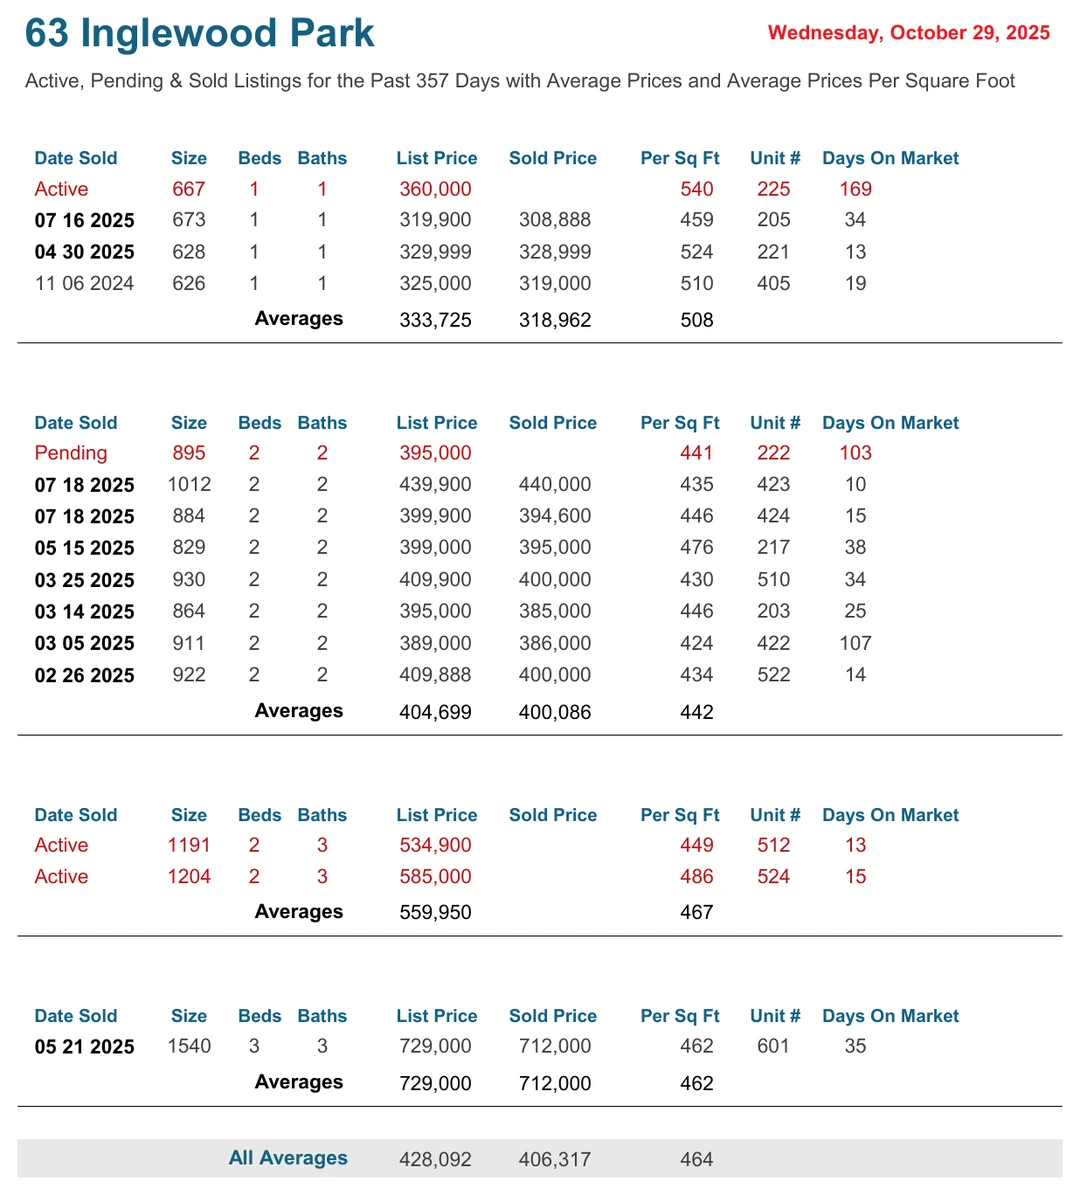 63 Inglewood Park
Wednesday, October 29, 2025
Active, Pending & Sold Listings for the Past 357 Days with Average Prices and Average Prices Per Square Foot
Date Sold Size Beds Baths List Price Sold Price Per Sq Ft Unit # Days On Market
Active 667 1 1 360,000 540 225 169
07 16 2025 673 1 1 319,900 308,888 459 205 34
04 30 2025 628 1 1 329,999 328,999 524 221 13
11 06 2024 626 1 1 325,000 319,000 510 405 19
Averages 333,725 318,962 508
Date Sold Size Beds Baths List Price Sold Price Per Sq Ft Unit # Days On Market
Pending 895 2 2 395,000 441 222 103
07 18 2025 1012 2 2 439,900 440,000 435 423 10
07 18 2025 884 2 2 399,900 394,600 446 424 15
05 15 2025 829 2 2 399,000 395,000 476 217 38
03 25 2025 930 2 2 409,900 400,000 430 510 34
03 14 2025 864 2 2 395,000 385,000 446 203 25
03 05 2025 911 2 2 389,000 386,000 424 422 107
02 26 2025 922 2 2 409,888 400,000 434 522 14
Averages 404,699 400,086 442
Date Sold Size Beds Baths List Price Sold Price Per Sq Ft Unit # Days On Market
Active 1191 2 3 534,900 449 512 13
Active 1204 2 3 585,000 486 524 15
Averages 559,950 467
Date Sold Size Beds Baths List Price Sold Price Per Sq Ft Unit # Days On Market
05 21 2025 1540 3 3 729,000 712,000 462 601 35
Averages 729,000 712,000 462
All Averages 428,092 406,317 464